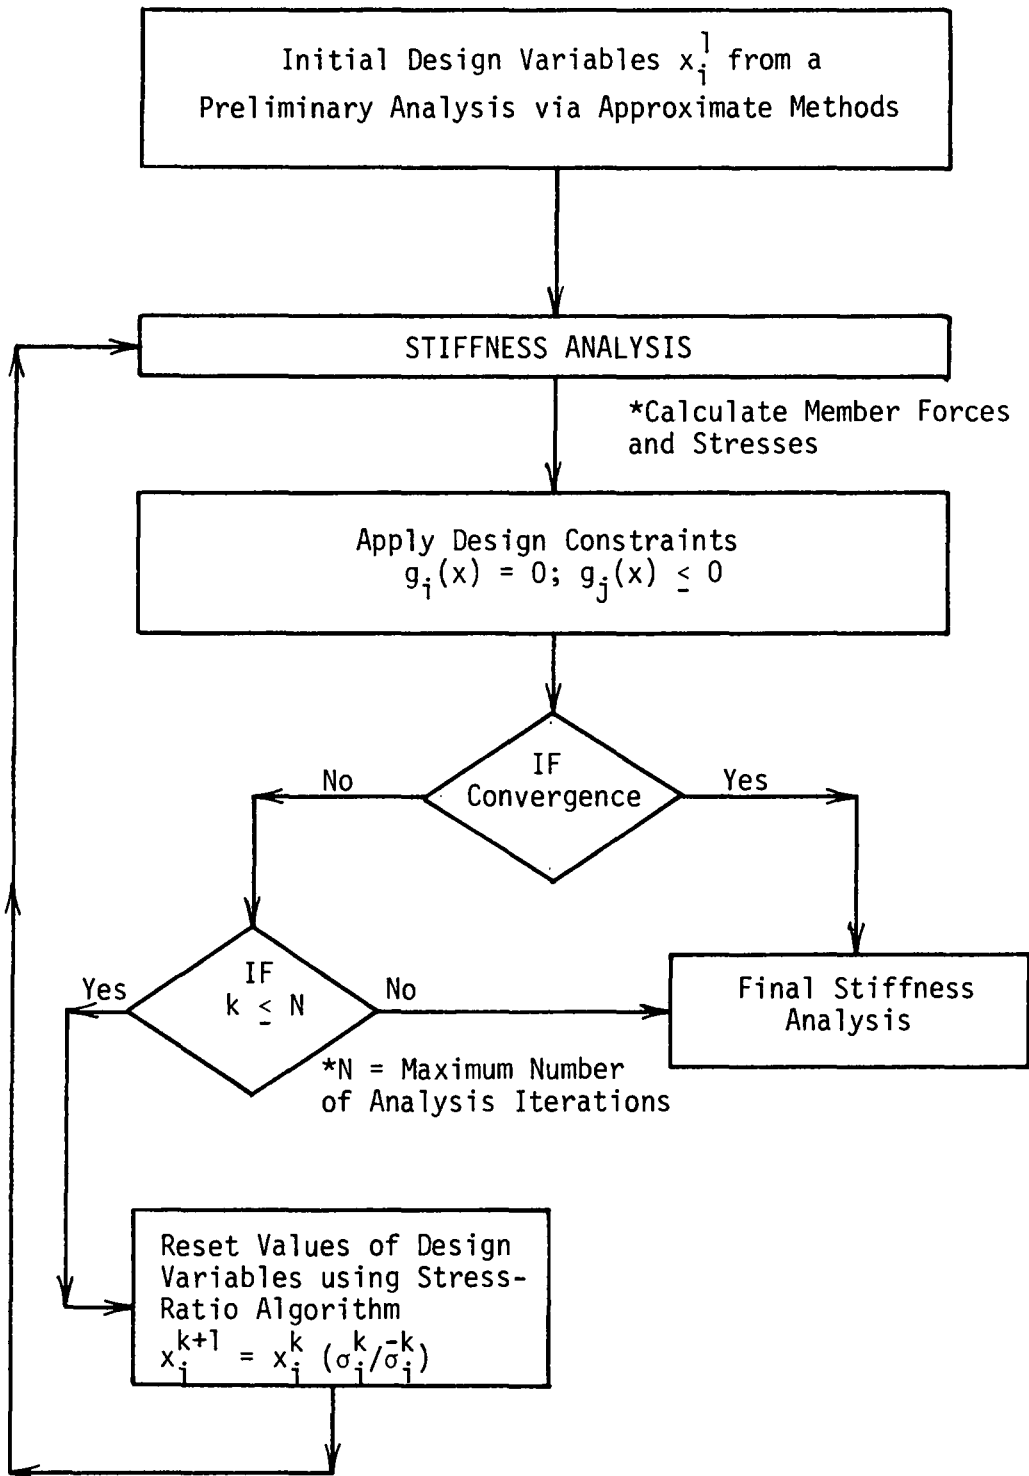 Initial Design Variables x_i^1 from a
Preliminary Analysis via Approximate Methods
STIFFNESS ANALYSIS
*Calculate Member Forces
and Stresses
Apply Design Constraints
g_i(x) = 0; g_j(x) ≤ 0
IF
Convergence
No
Yes
IF
k ≤ N
Yes
No
Final Stiffness
Analysis
*N = Maximum Number
of Analysis Iterations
Reset Values of Design
Variables using Stress-
Ratio Algorithm
x_i^{k+1} = x_i^k (σ_i^k/σ̄_i^k)